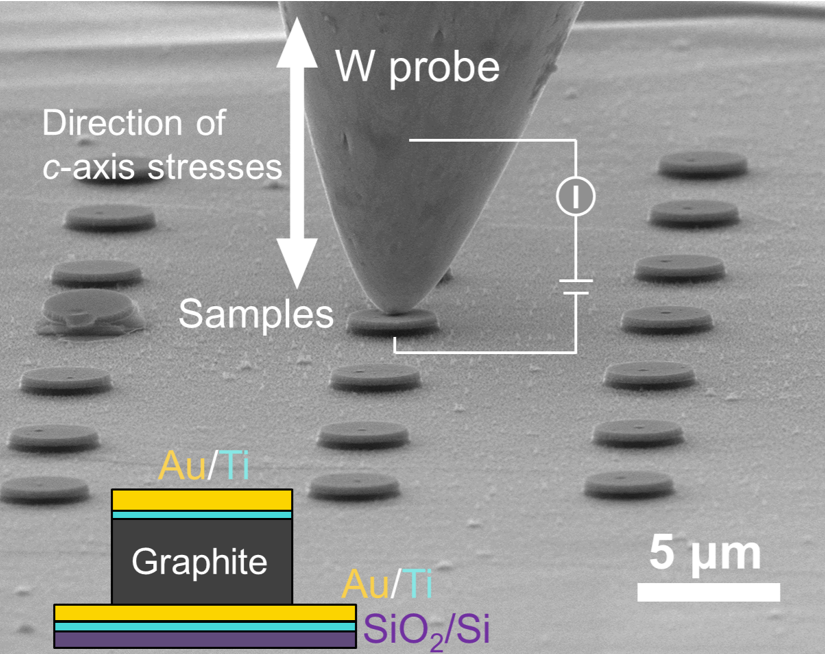 W probe
Direction of
c-axis stresses
I
Samples
Au/Ti
Graphite
5 μm
Au/Ti
SiO₂/Si